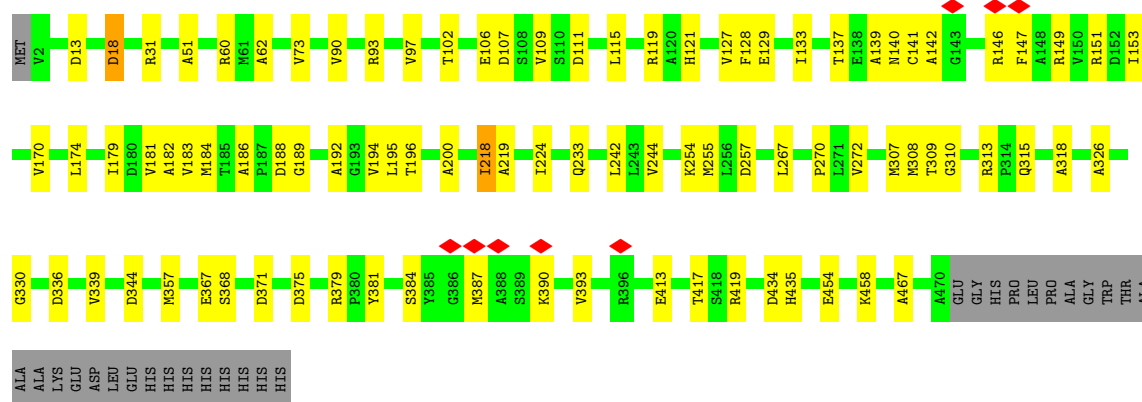 MET V2 D13 D18 R31 A51 R60 M61 A62 V73 V90 R93 V97 T102 E106 D107 S108 V109 S110 D111 L115 R119 A120 H121 V127 F128 E129 I133 T137 E138 A139 N140 C141 A142 G143 R146 F147 A148 R149 V150 R151 D152 I153
V170 L174 I179 D180 V181 A182 V183 M184 T185 A186 P187 D188 G189 A192 G193 V194 L195 T196 A200 I218 A219 I224 Q233 L242 L243 V244 K254 M255 L256 D257 L267 P270 L271 V272 M307 M308 T309 G310 R313 P314 Q315 A318 A326
G330 D336 V339 D344 M357 E367 S368 D371 D375 R379 P380 Y381 S384 Y385 G386 M387 A388 S389 K390 V393 R396 E413 T417 S418 R419 D434 H435 E454 K458 A467 A470 GLU GLY HIS PRO LEU PRO ALA GLY TRP THR ALA
ALA ALA LYS GLU ASP LEU GLU HIS HIS HIS HIS HIS HIS HIS HIS